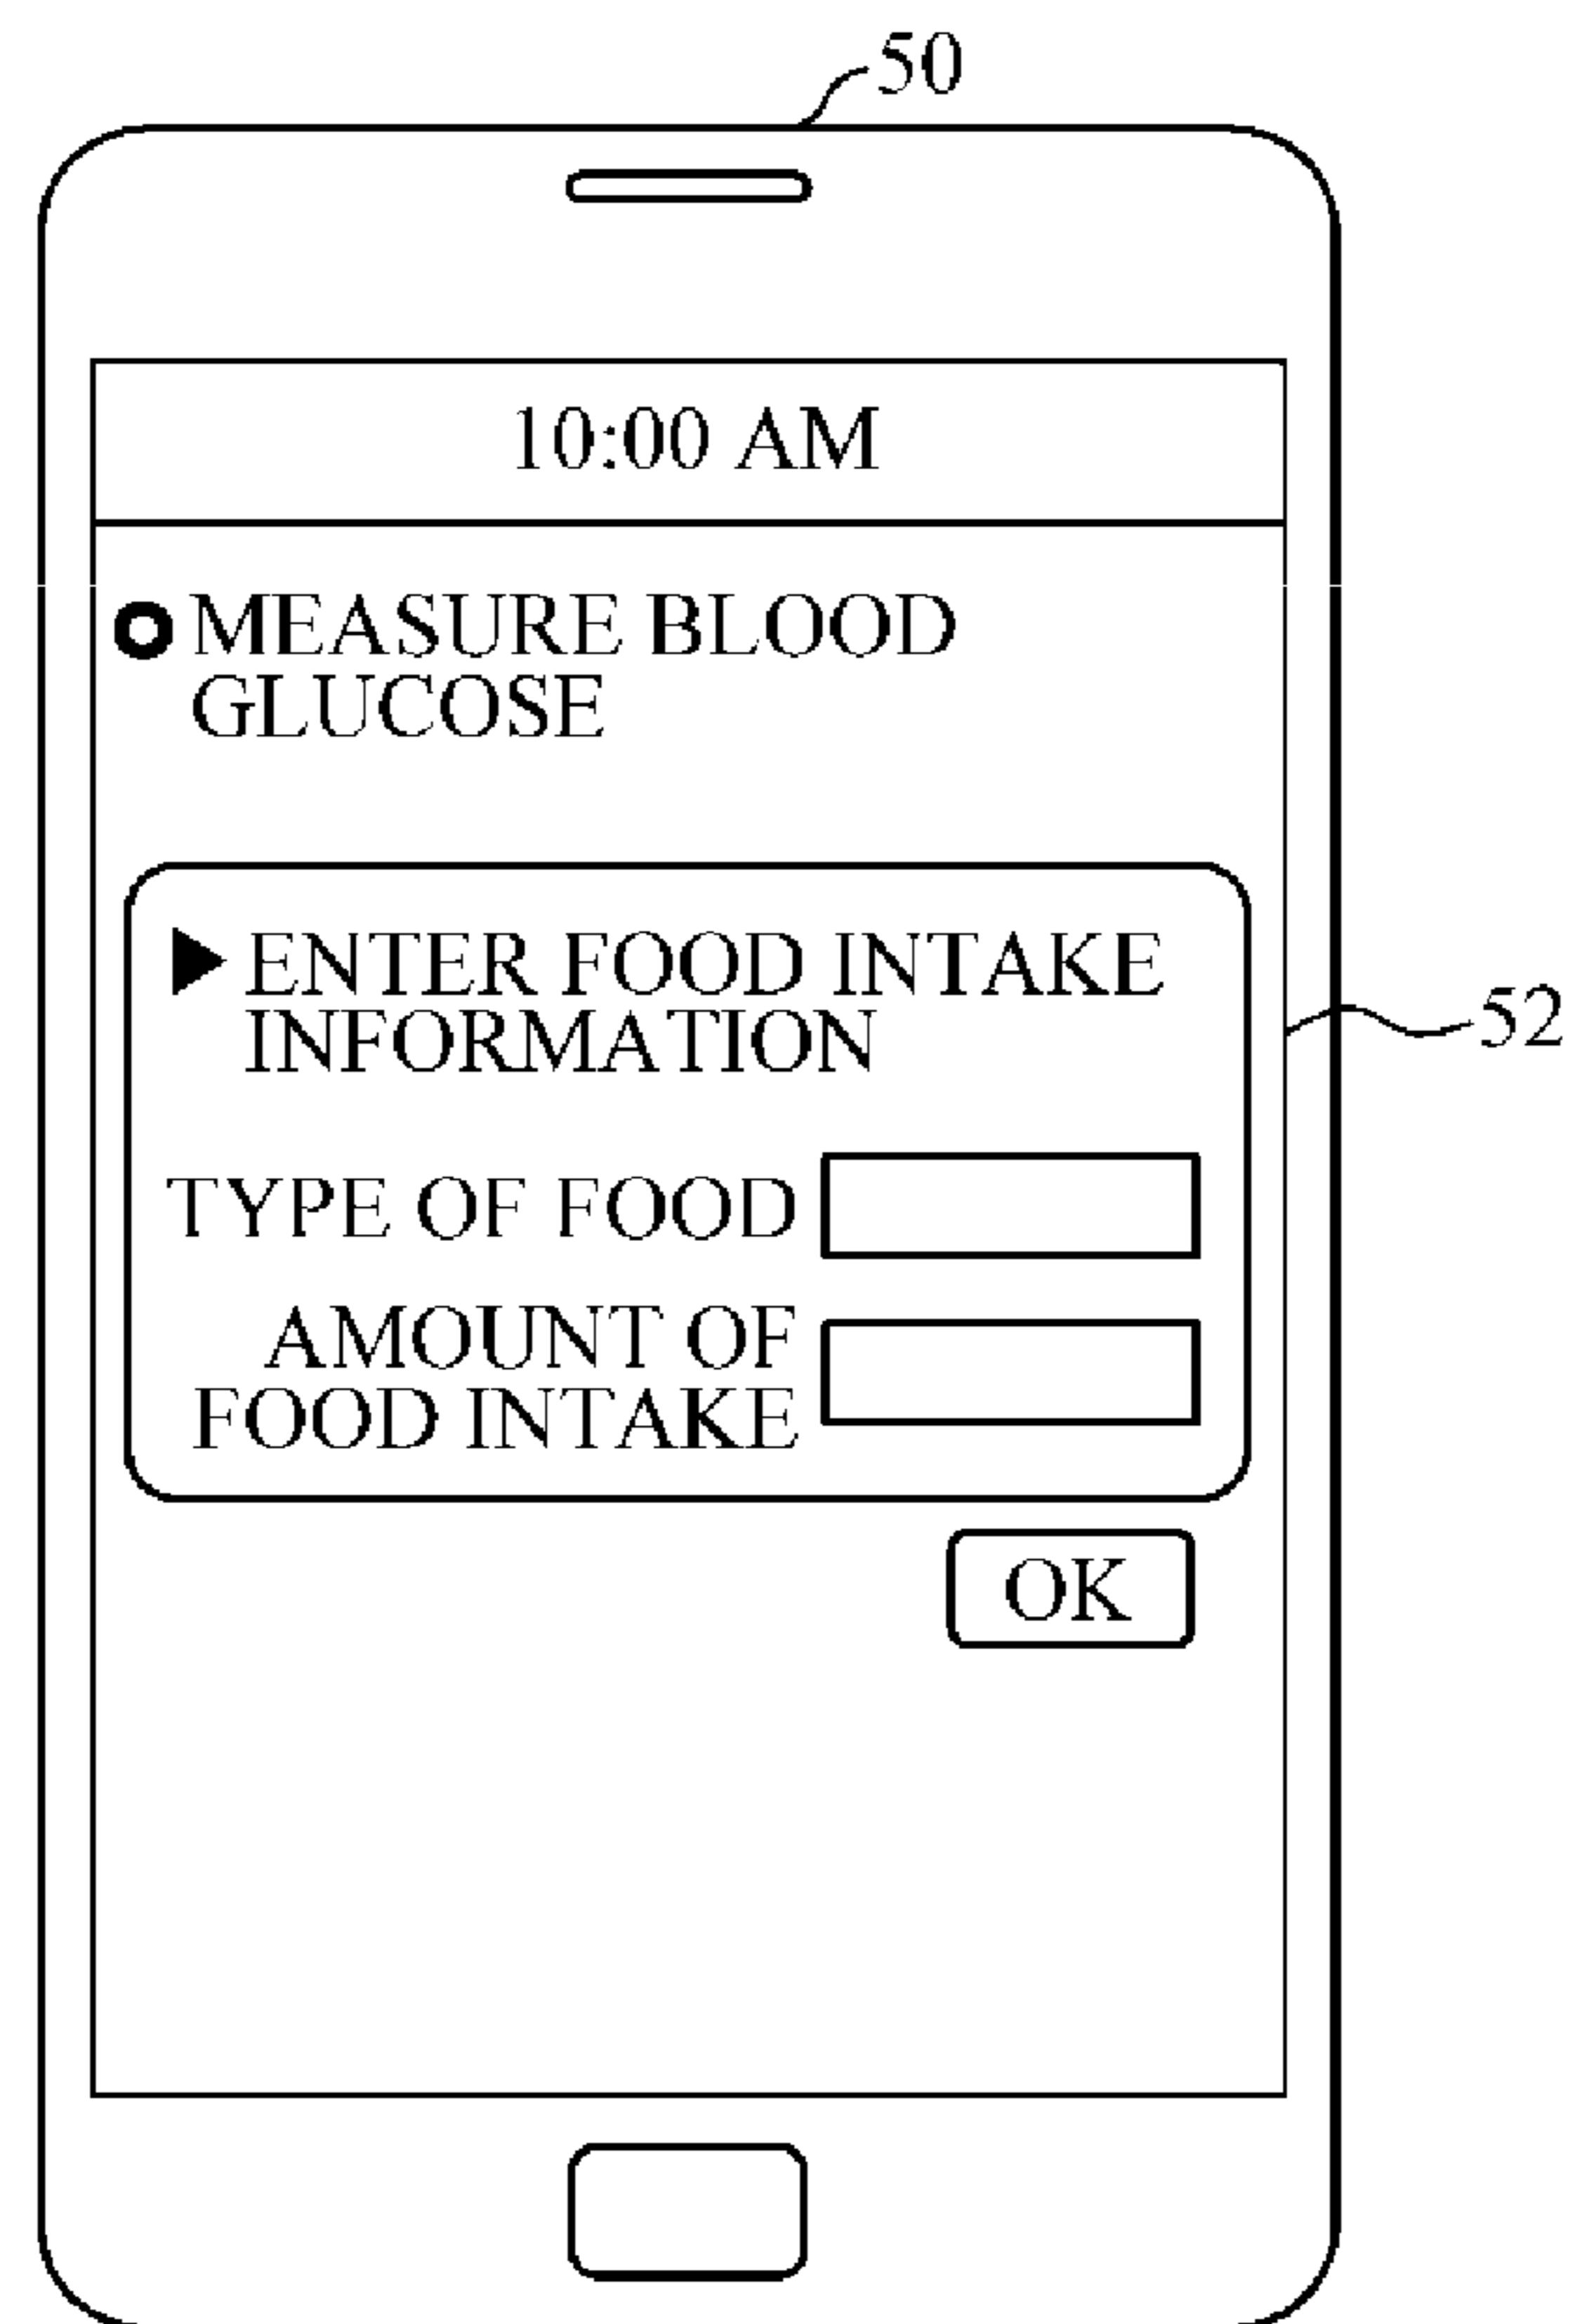 50
10:00 AM
MEASURE BLOOD
GLUCOSE
ENTER FOOD INTAKE
INFORMATION
52
TYPE OF FOOD
AMOUNT OF
FOOD INTAKE
OK